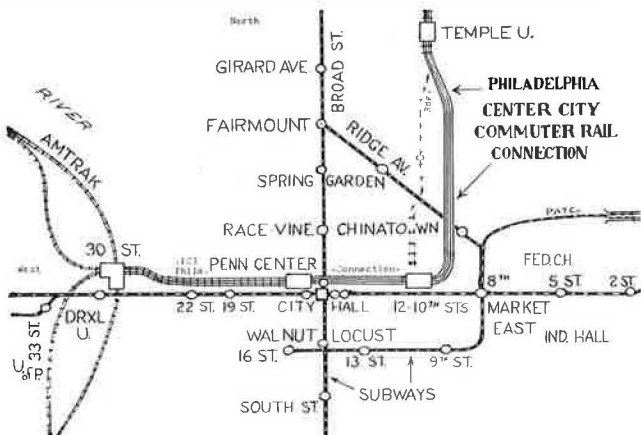 North
TEMPLE U.
GIRARD AVE.
BROAD ST.
PHILADELPHIA
CENTER CITY
COMMUTER RAIL
CONNECTION
RIVER
AMTRAK
FAIRMOUNT
RIDGE AV.
Rdg
SPRING GARDEN
RACE VINE CHINATOWN
PATC.
30 ST.
PENN CENTER
Connection
FED.CH.
West
8TH
5 ST.
2 ST.
22 ST.
19 ST.
CITY HALL
12-10TH STS
MARKET
EAST
DRXL
U.
33 ST.
IND. HALL
U. of P.
WALNUT LOCUST
16 ST.
13 ST.
9TH ST.
SUBWAYS
SOUTH ST.